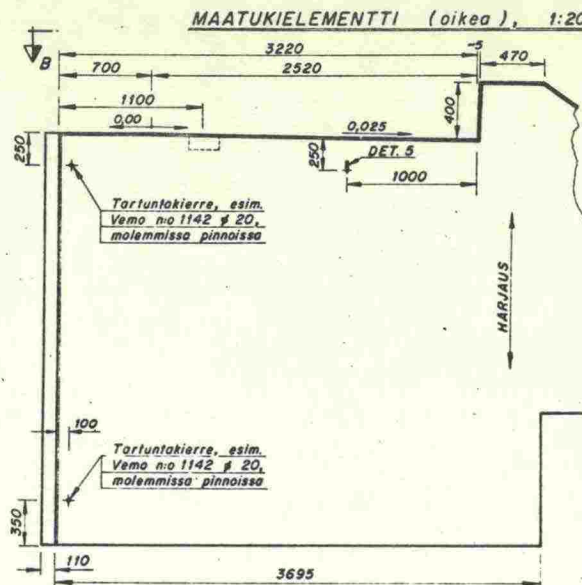 MAATUKIELEMENTTI (oikea), 1:20
B
3220
-5
470
700
2520
1100
400
0,00
0,025
250
250
DET. 5
1000
Tartuntakierre, esim.
Vemo n:o 1142 ø 20,
molemmissa pinnoissa
HARJAUS
100
Tartuntakierre, esim.
Vemo n:o 1142 ø 20,
molemmissa pinnoissa
350
110
3695